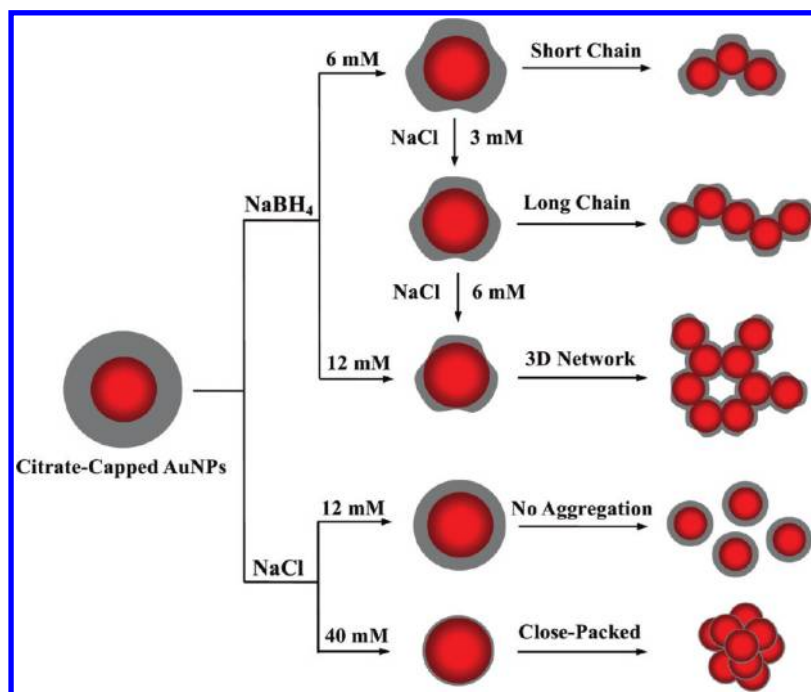 6 mM
Short Chain
NaCl 3 mM
NaBH₄
Long Chain
NaCl 6 mM
12 mM
3D Network
Citrate-Capped AuNPs
12 mM
No Aggregation
NaCl
40 mM
Close-Packed